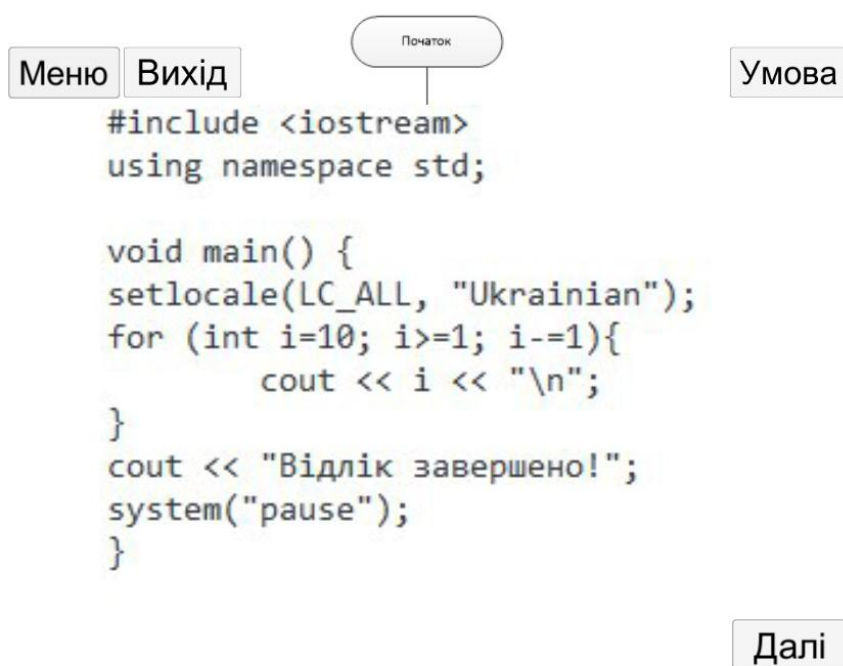 Початок
Меню Вихід
Умова
#include <iostream>
using namespace std;
void main() {
setlocale(LC_ALL, "Ukrainian");
for (int i=10; i>=1; i-=1){
cout << i << "\n";
}
cout << "Відлік завершено!";
system("pause");
}
Далі